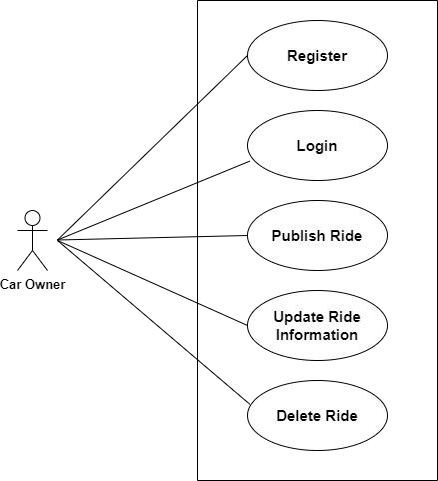 Register
Login
Publish Ride
Update Ride
Information
Delete Ride
Car Owner